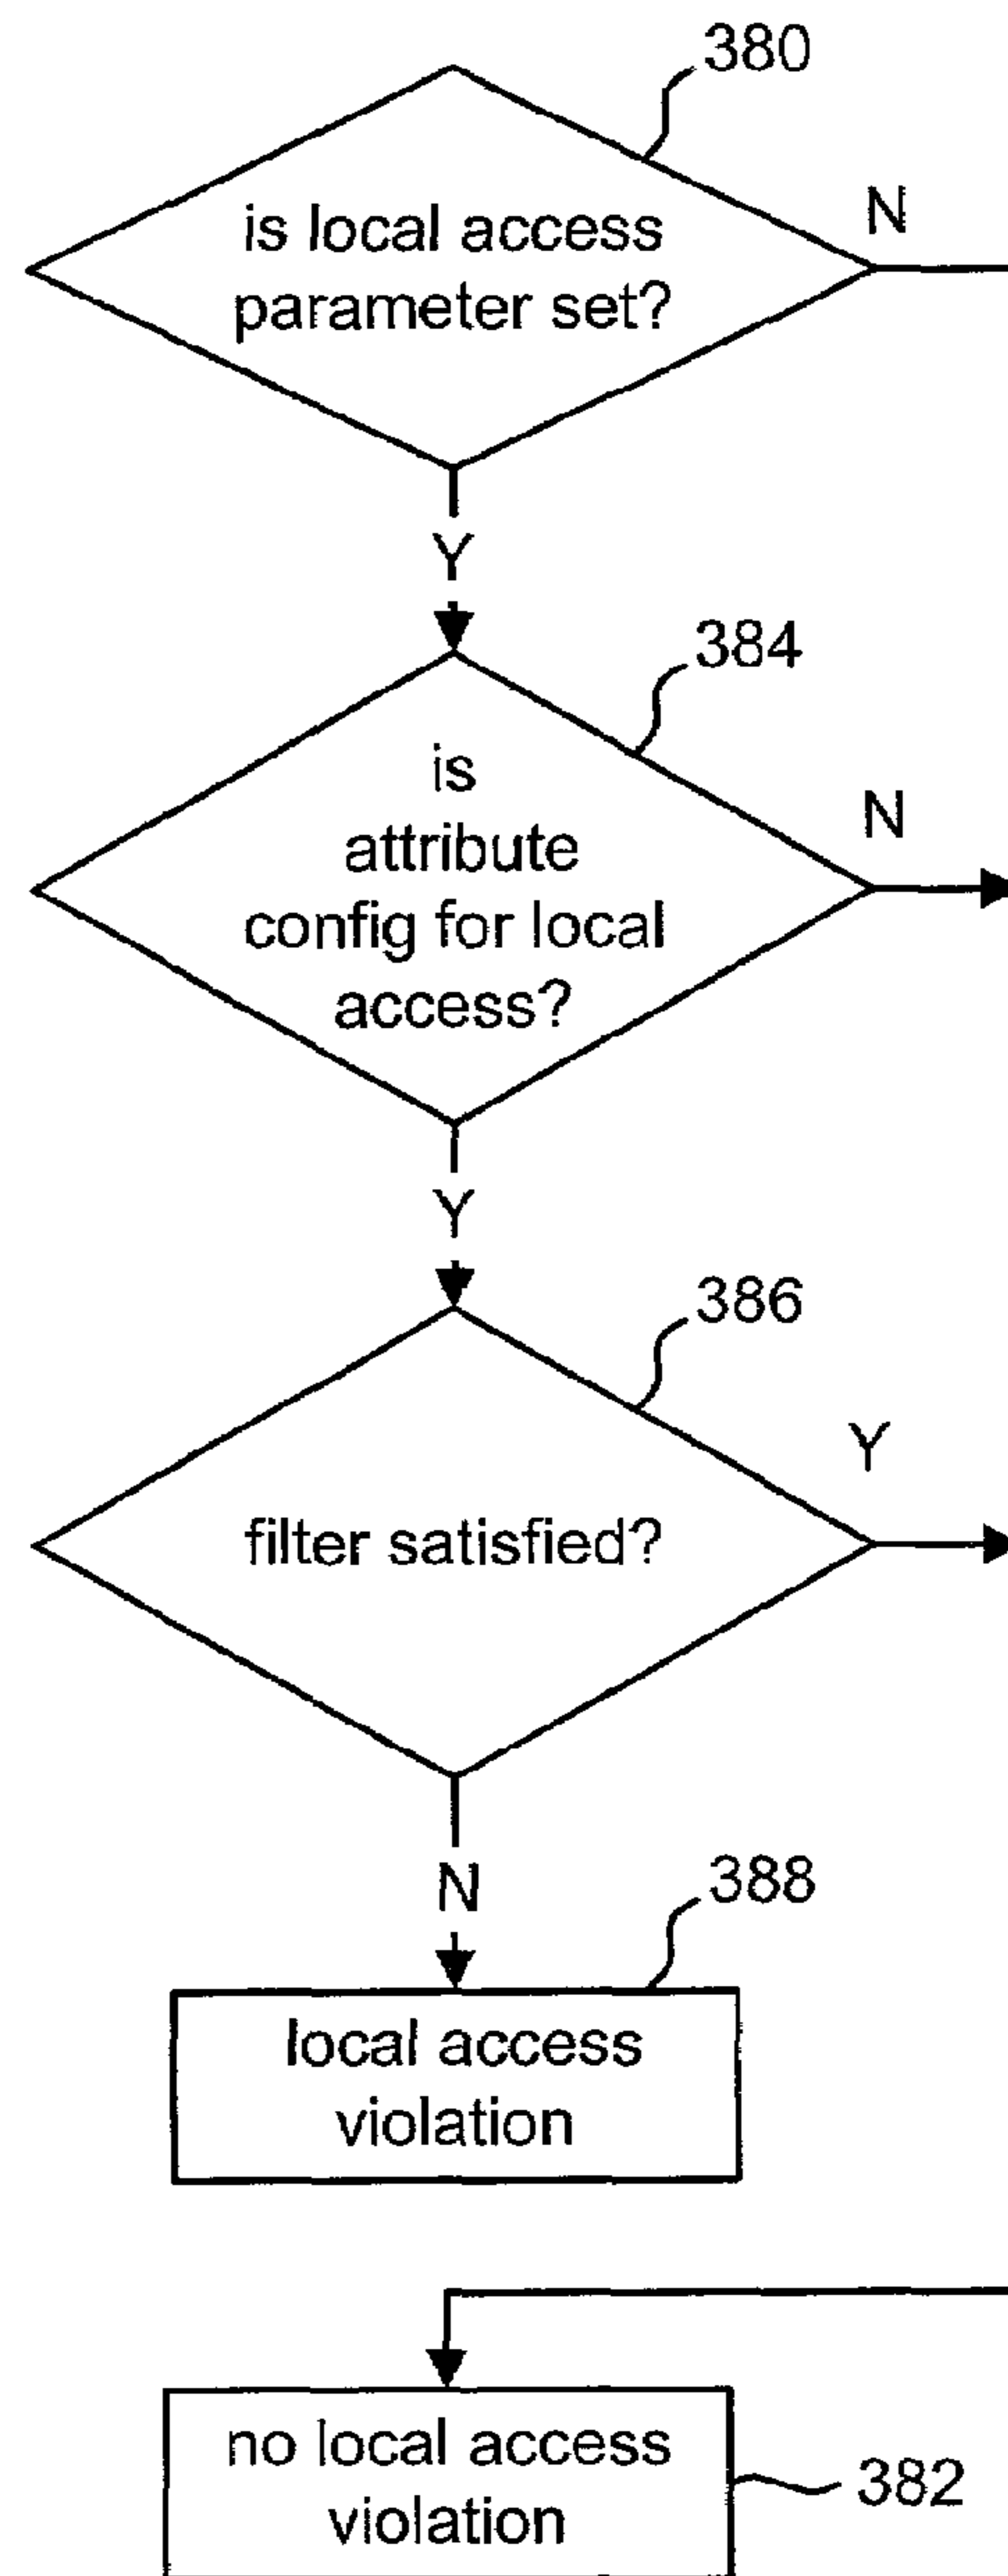 380
is local access
parameter set?
N
Y
384
is
attribute
config for local
access?
N
Y
386
filter satisfied?
Y
N
388
local access
violation
no local access
violation
382